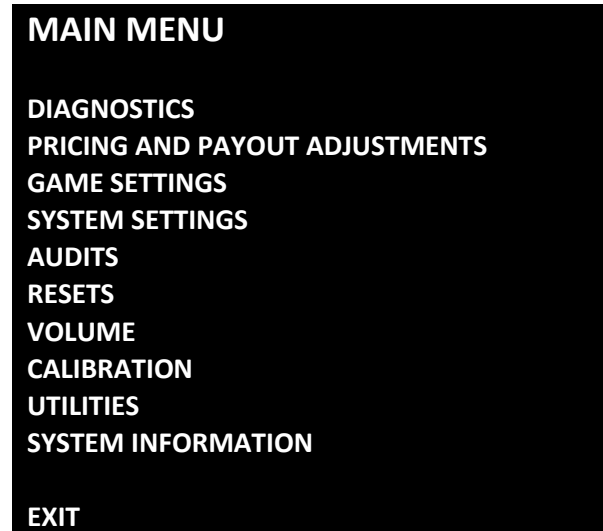 MAIN MENU
DIAGNOSTICS
PRICING AND PAYOUT ADJUSTMENTS
GAME SETTINGS
SYSTEM SETTINGS
AUDITS
RESETS
VOLUME
CALIBRATION
UTILITIES
SYSTEM INFORMATION
EXIT